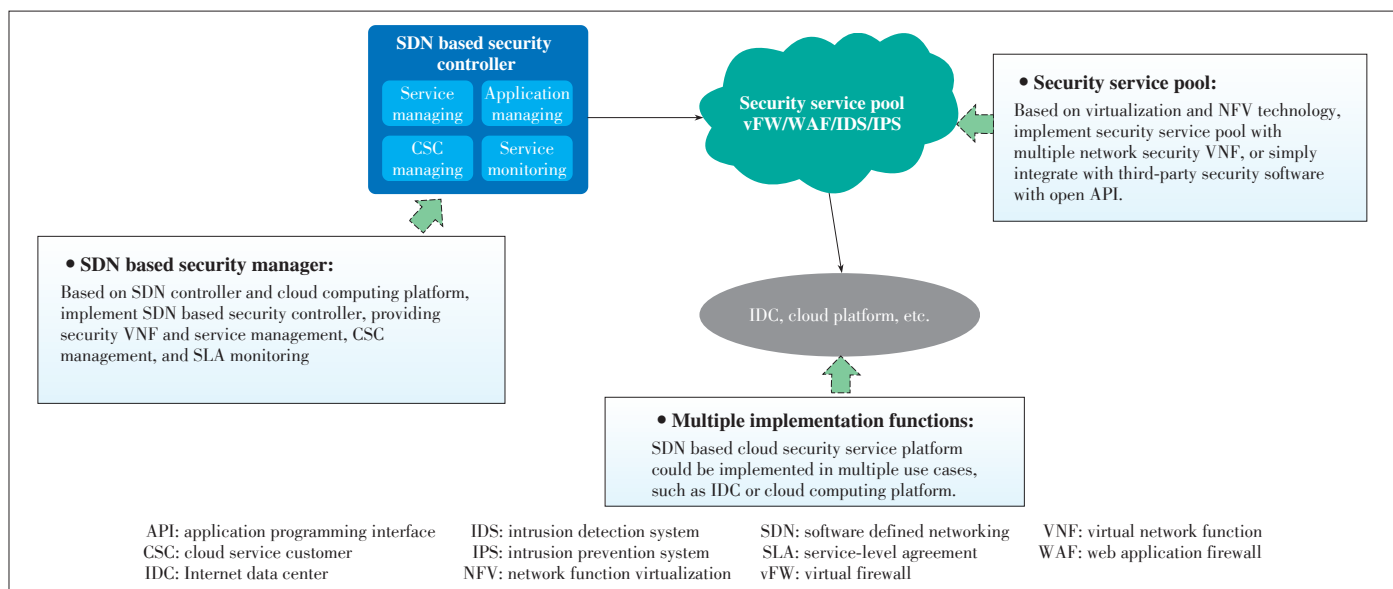 SDN based security
controller
Service
managing
Application
managing
CSC
managing
Service
monitoring
Security service pool
vFW/WAF/IDS/IPS
• Security service pool:
Based on virtualization and NFV technology,
implement security service pool with
multiple network security VNF, or simply
integrate with third-party security software
with open API.
• SDN based security manager:
Based on SDN controller and cloud computing platform,
implement SDN based security controller, providing
security VNF and service management, CSC
management, and SLA monitoring
IDC, cloud platform, etc.
• Multiple implementation functions:
SDN based cloud security service platform
could be implemented in multiple use cases,
such as IDC or cloud computing platform.
API: application programming interface
CSC: cloud service customer
IDC: Internet data center
IDS: intrusion detection system
IPS: intrusion prevention system
NFV: network function virtualization
SDN: software defined networking
SLA: service-level agreement
vFW: virtual firewall
VNF: virtual network function
WAF: web application firewall